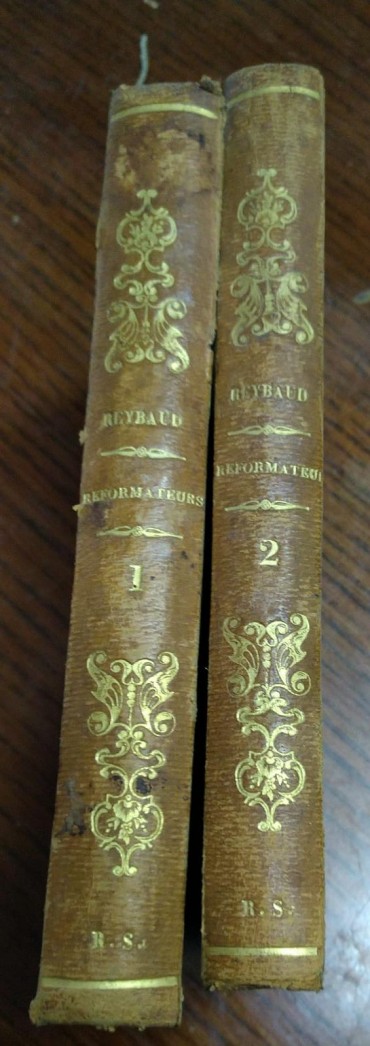 REYBAUD
REFORMATEURS
1
R. S.
REYBAUD
REFORMATEUR
2
R. S.